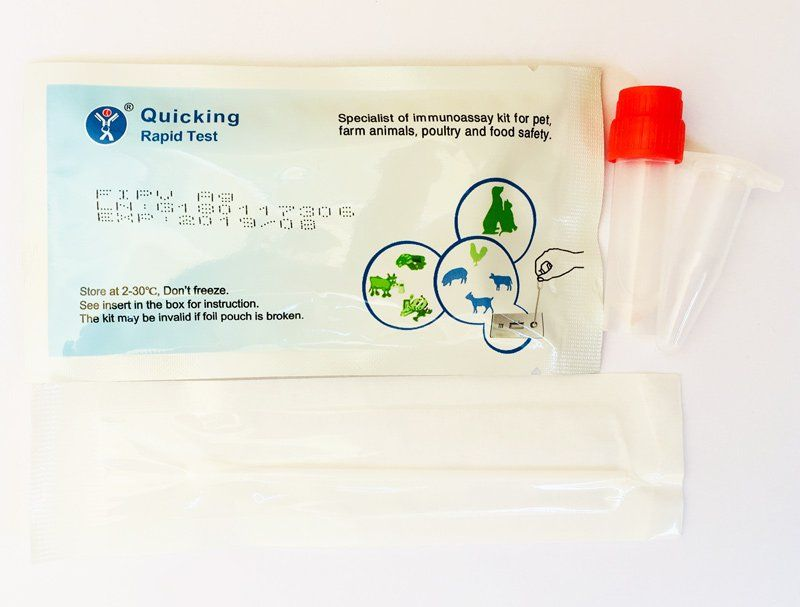 ®
Quicking
Rapid Test
Specialist of immunoassay kit for pet,
farm animals, poultry and food safety.
FIPV Ag
LN:G180117306
EXP:2019/08
Store at 2-30℃, Don't freeze.
See insert in the box for instruction.
The kit may be invalid if foil pouch is broken.